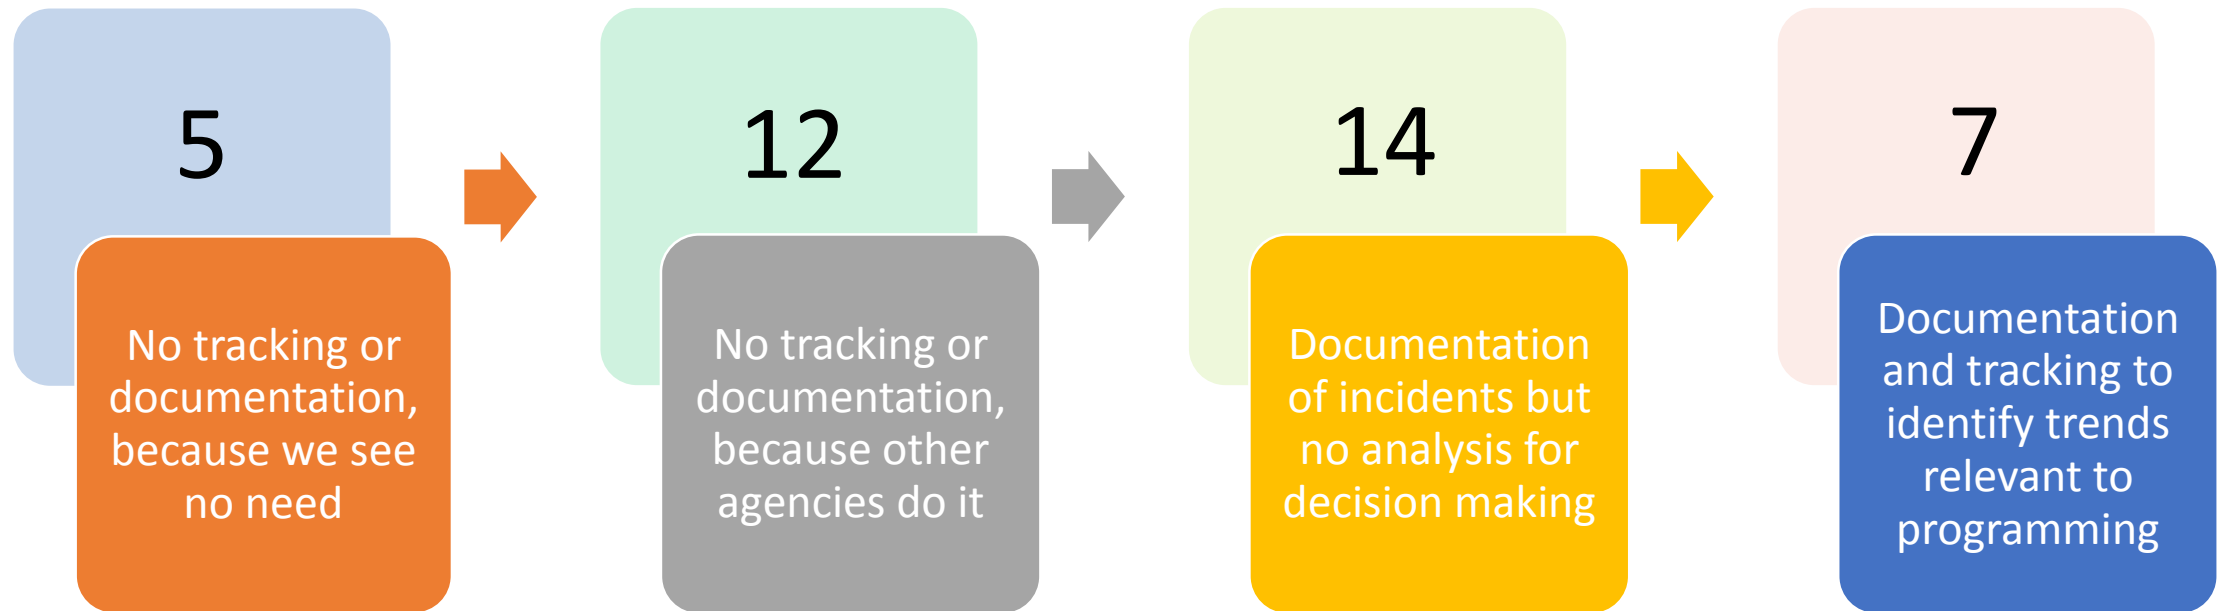 5
No tracking or
documentation,
because we see
no need
12
No tracking or
documentation,
because other
agencies do it
14
Documentation
of incidents but
no analysis for
decision making
7
Documentation
and tracking to
identify trends
relevant to
programming